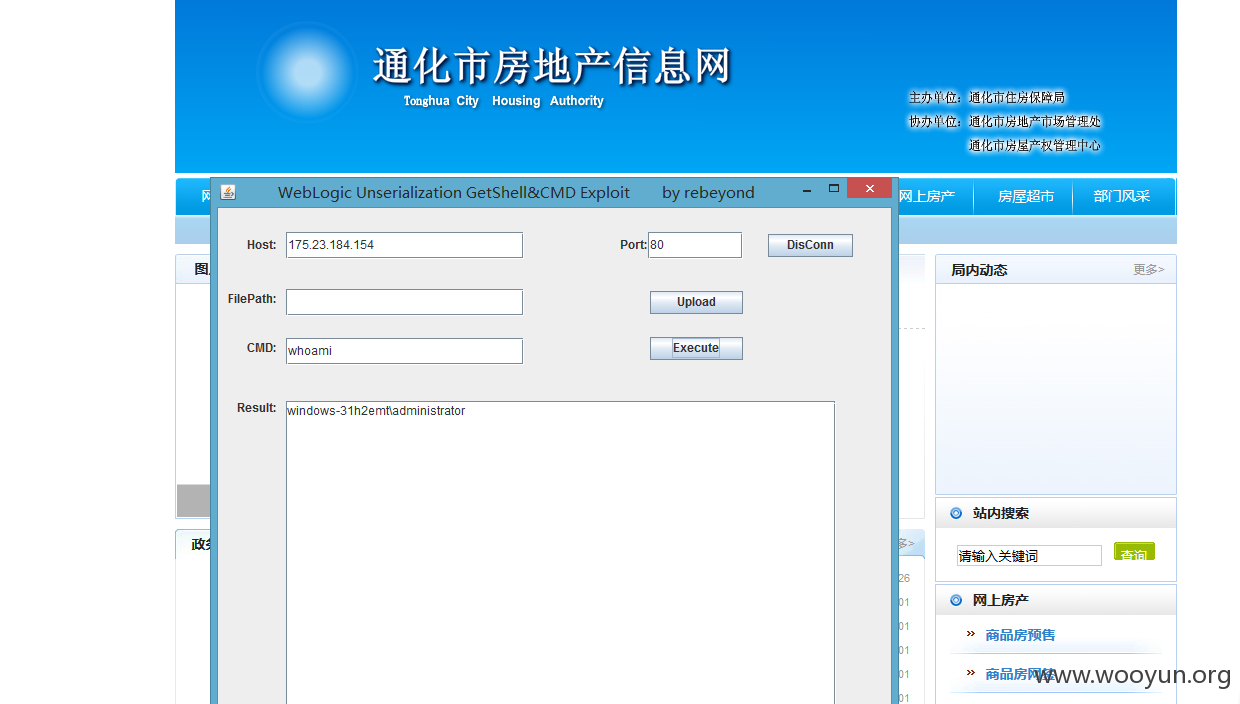 通化市房地产信息网
Tonghua City Housing Authority
主办单位：通化市住房保障局
协办单位：通化市房地产市场管理处
通化市房屋产权管理中心
网上房产
房屋超市
部门风采
WebLogic Unserialization GetShell&CMD Exploit by rebeyond
Host: 175.23.184.154
Port: 80
DisConn
FilePath:
Upload
CMD: whoami
Execute
Result: windows-31h2emt\administrator
局内动态
更多>
站内搜索
请输入关键词
查询
网上房产
商品房预售
商品房网签
26
01
01
01
01
01
www.wooyun.org